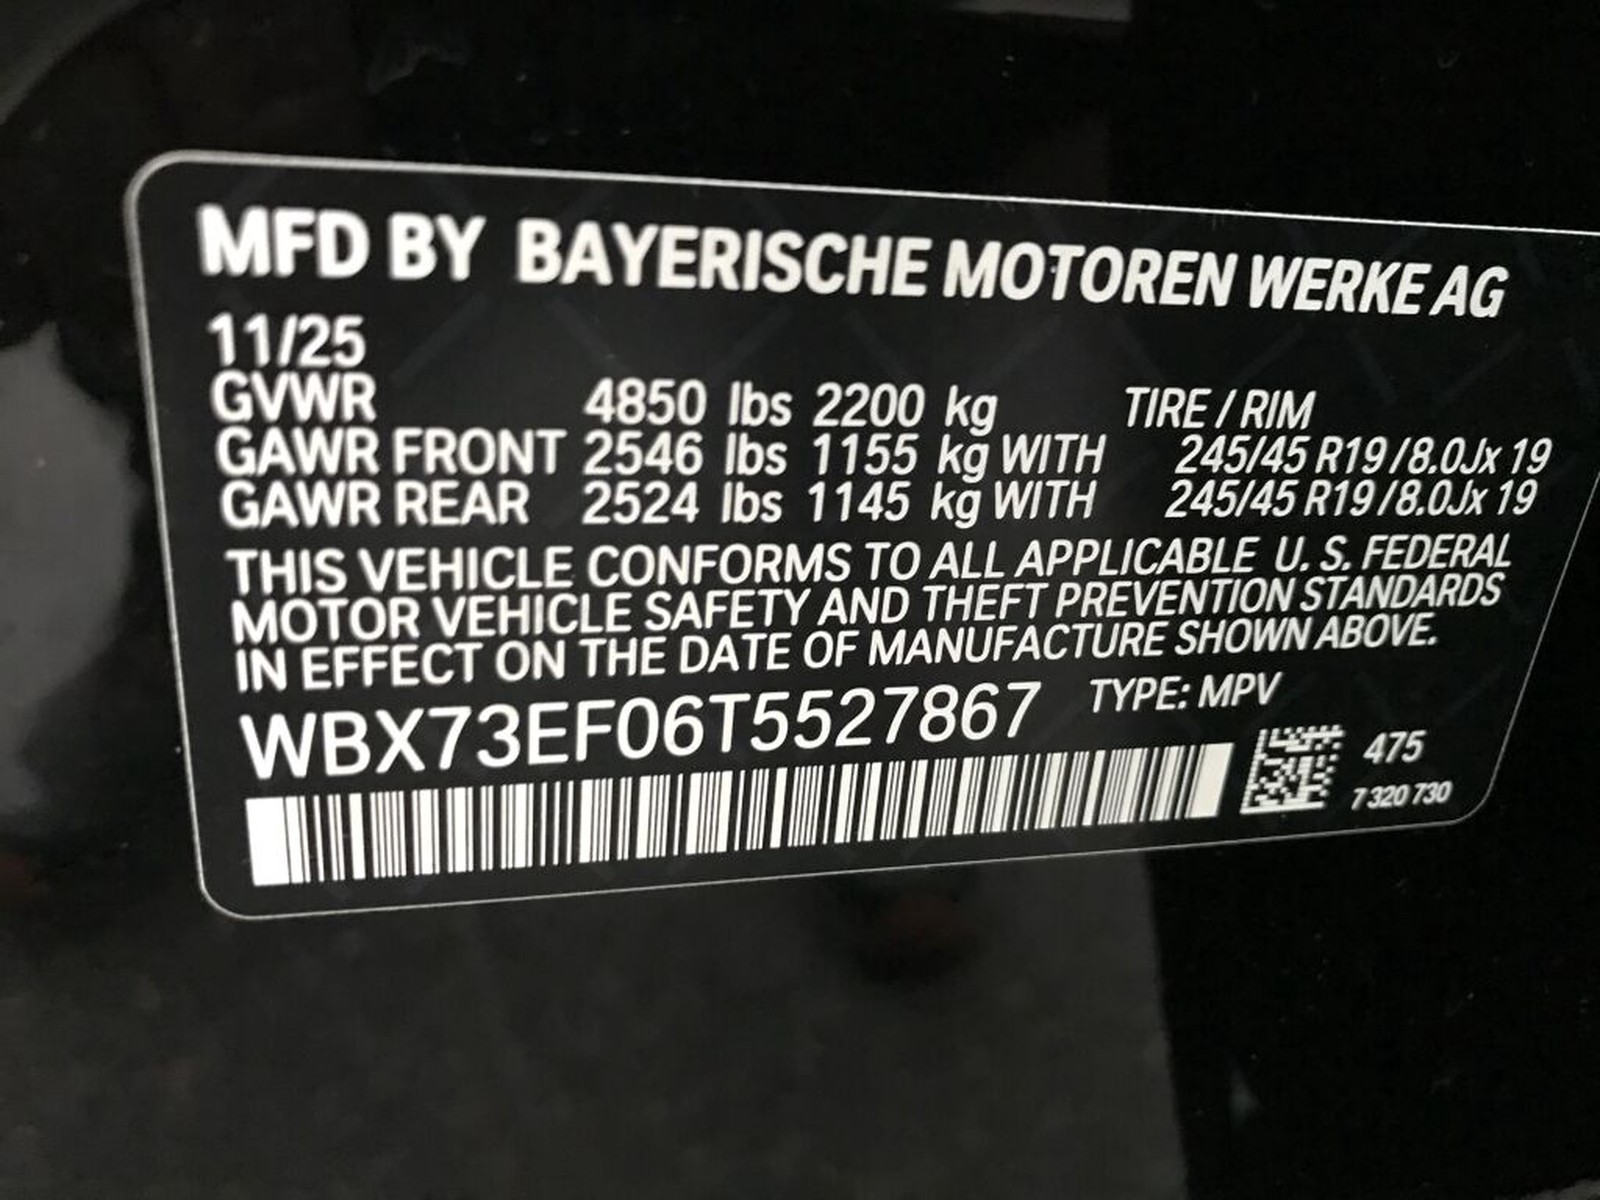 MFD BY BAYERISCHE MOTOREN WERKE AG
11/25
GVWR 4850 lbs 2200 kg TIRE / RIM
GAWR FRONT 2546 lbs 1155 kg WITH 245/45 R19 /8.0Jx 19
GAWR REAR 2524 lbs 1145 kg WITH 245/45 R19 /8.0Jx 19
THIS VEHICLE CONFORMS TO ALL APPLICABLE U. S. FEDERAL
MOTOR VEHICLE SAFETY AND THEFT PREVENTION STANDARDS
IN EFFECT ON THE DATE OF MANUFACTURE SHOWN ABOVE.
WBX73EF06T5527867 TYPE: MPV
475
7 320 730